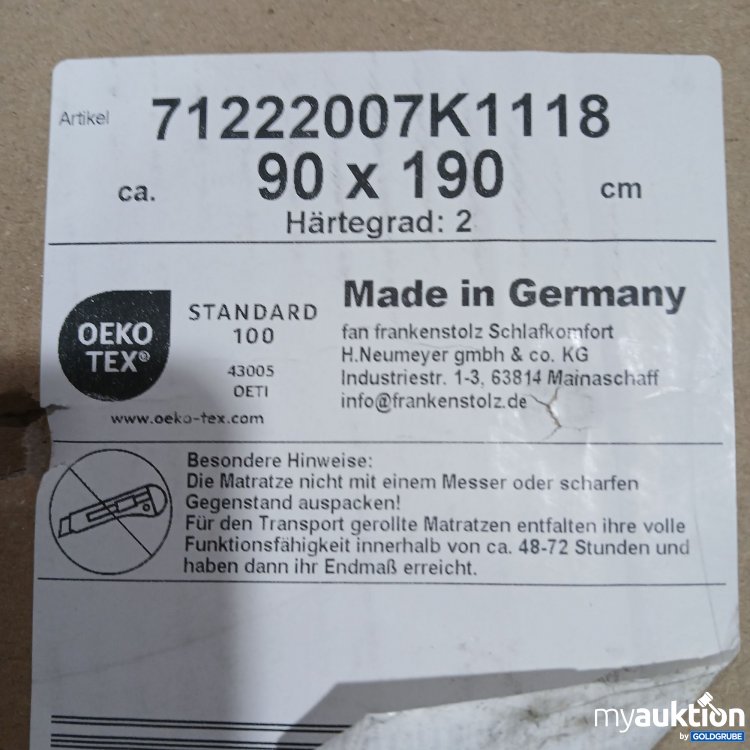 Artikel 71222007K1118
ca. 90 x 190 cm
Härtegrad: 2
OEKO
TEX®
STANDARD
100
43005
OETI
www.oeko-tex.com
Made in Germany
fan frankenstolz Schlafkomfort
H.Neumeyer gmbh & co. KG
Industriestr. 1-3, 63814 Mainaschaff
info@frankenstolz.de
Besondere Hinweise:
Die Matratze nicht mit einem Messer oder scharfen
Gegenstand auspacken!
Für den Transport gerollte Matratzen entfalten ihre volle
Funktionsfähigkeit innerhalb von ca. 48-72 Stunden und
haben dann ihr Endmaß erreicht.
myauktion
by GOLDGRUBE